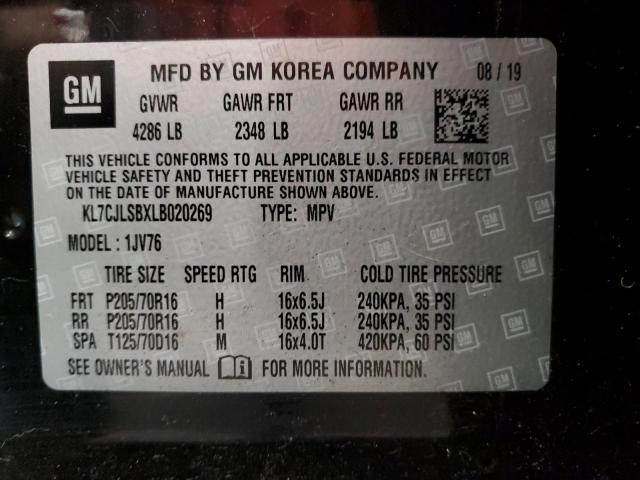 GM MFD BY GM KOREA COMPANY 08 / 19
GVWR GAWR FRT GAWR RR
4286 LB 2348 LB 2194 LB
THIS VEHICLE CONFORMS TO ALL APPLICABLE U.S. FEDERAL MOTOR
VEHICLE SAFETY AND THEFT PREVENTION STANDARDS IN EFFECT
ON THE DATE OF MANUFACTURE SHOWN ABOVE.
KL7CJLSBXLB020269 TYPE: MPV
MODEL : 1JV76
TIRE SIZE SPEED RTG RIM COLD TIRE PRESSURE
FRT P205/70R16 H 16x6.5J 240KPA, 35 PSI
RR P205/70R16 H 16x6.5J 240KPA, 35 PSI
SPA T125/70D16 M 16x4.0T 420KPA, 60 PSI
SEE OWNER'S MANUAL FOR MORE INFORMATION.